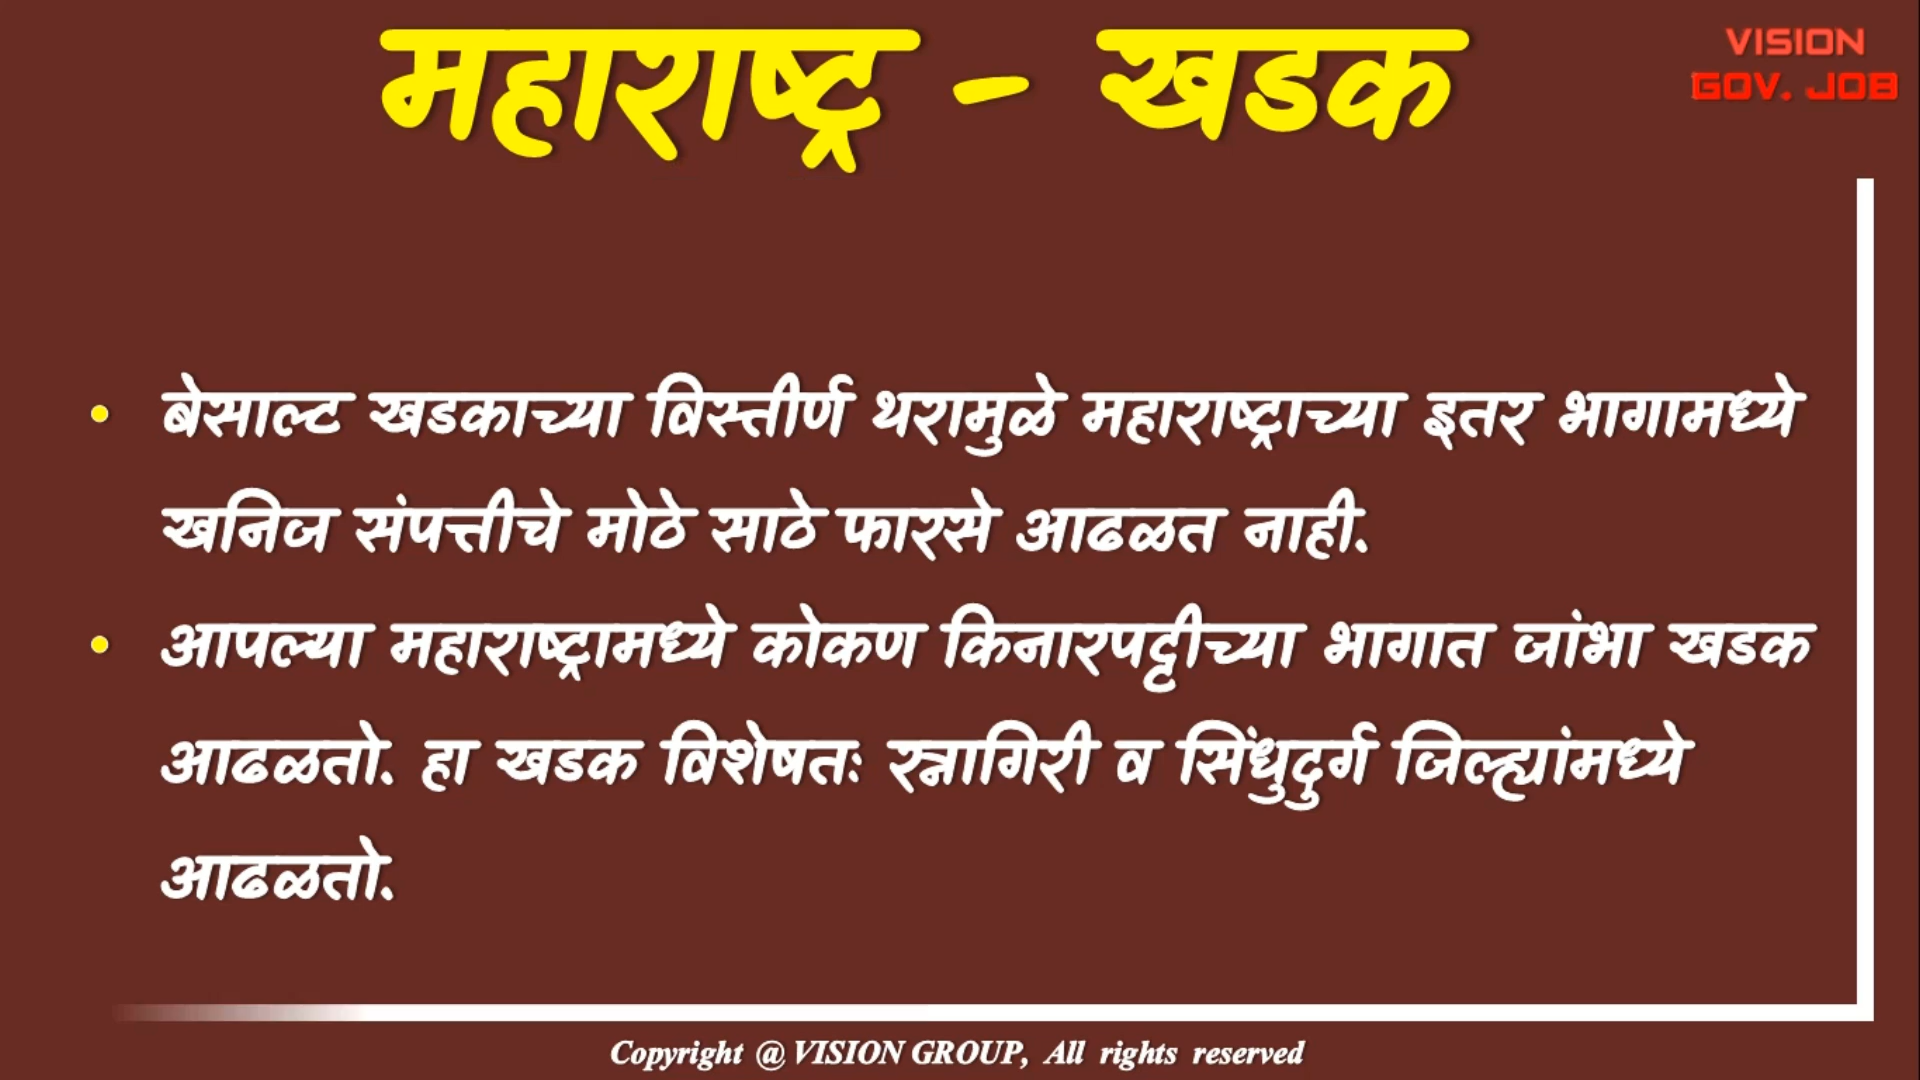 महाराष्ट्र - खडक
VISION
GOV. JOB
• बेसाल्ट खडकाच्या विस्तीर्ण थरामुळे महाराष्ट्राच्या इतर भागामध्ये
खनिज संपत्तीचे मोठे साठे फारसे आढळत नाही.
• आपल्या महाराष्ट्रामध्ये कोकण किनारपट्टीच्या भागात जांभा खडक
आढळतो. हा खडक विशेषतः रत्नागिरी व सिंधुदुर्ग जिल्ह्यांमध्ये
आढळतो.
Copyright @ VISION GROUP, All rights reserved